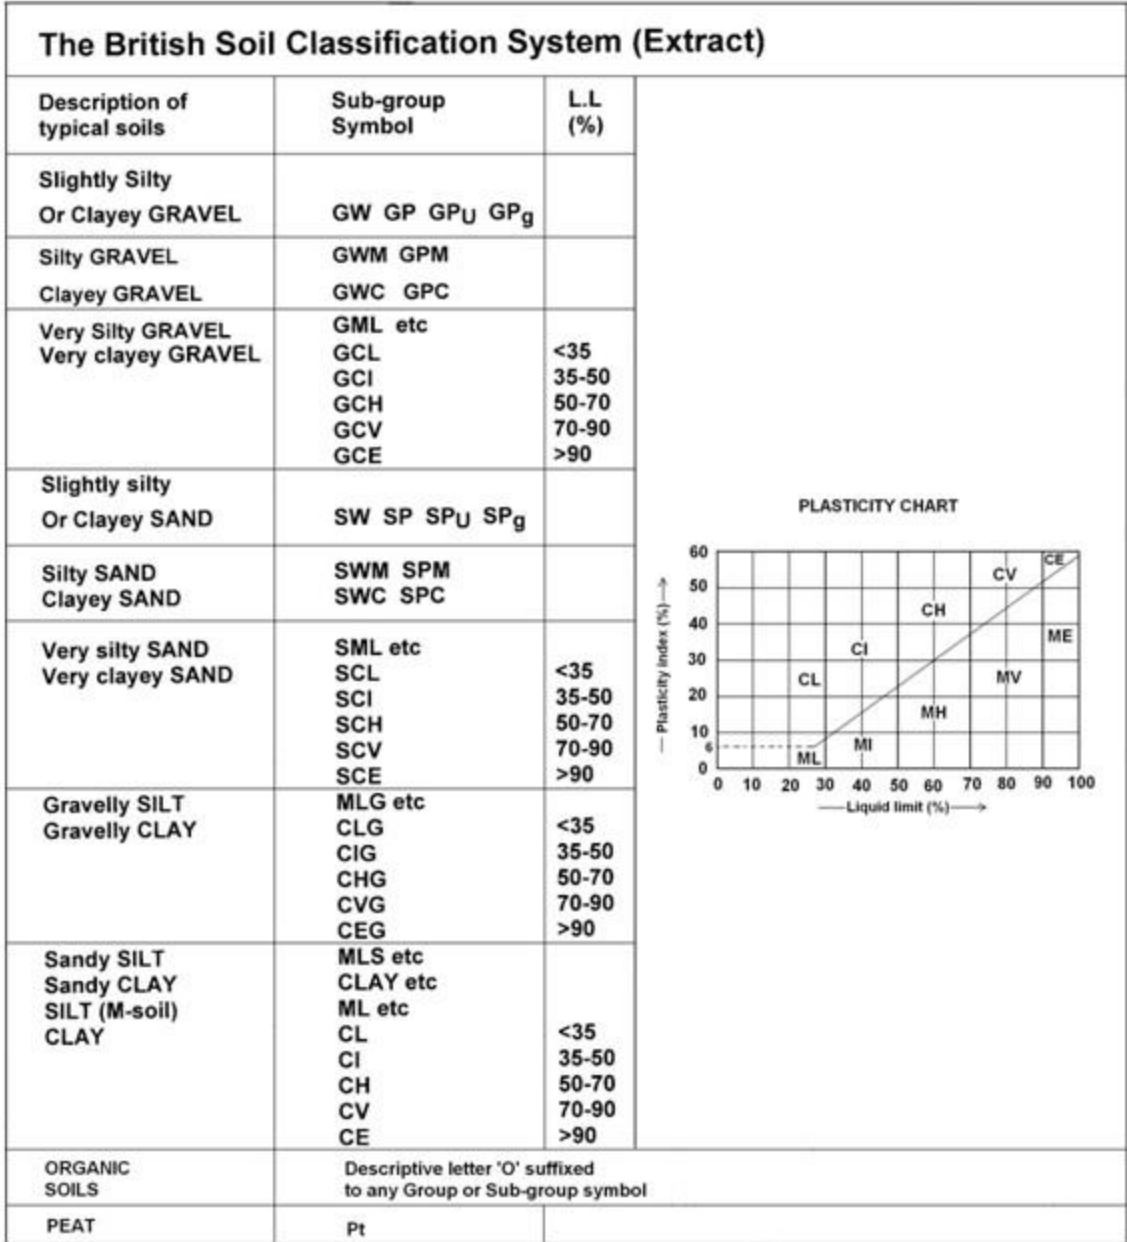 The British Soil Classification System (Extract)
Description of typical soils
Sub-group Symbol
L.L (%)
Slightly Silty
Or Clayey GRAVEL GW GP GPU GPg
Silty GRAVEL GWM GPM
Clayey GRAVEL GWC GPC
Very Silty GRAVEL GML etc
Very clayey GRAVEL GCL <35
GCI 35-50
GCH 50-70
GCV 70-90
GCE >90
Slightly silty
Or Clayey SAND SW SP SPU SPg
Silty SAND SWM SPM
Clayey SAND SWC SPC
Very silty SAND SML etc
Very clayey SAND SCL <35
SCI 35-50
SCH 50-70
SCV 70-90
SCE >90
Gravelly SILT MLG etc
Gravelly CLAY CLG <35
CIG 35-50
CHG 50-70
CVG 70-90
CEG >90
Sandy SILT MLS etc
Sandy CLAY CLAY etc
SILT (M-soil) ML etc
CLAY CL <35
CI 35-50
CH 50-70
CV 70-90
CE >90
ORGANIC SOILS
Descriptive letter 'O' suffixed
to any Group or Sub-group symbol
PEAT Pt
PLASTICITY CHART
Plasticity index (%)
60
50
40
30
20
10
6
0
CE
CV
CH
ME
CI
CL
MV
MH
MI
ML
0 10 20 30 40 50 60 70 80 90 100
Liquid limit (%)